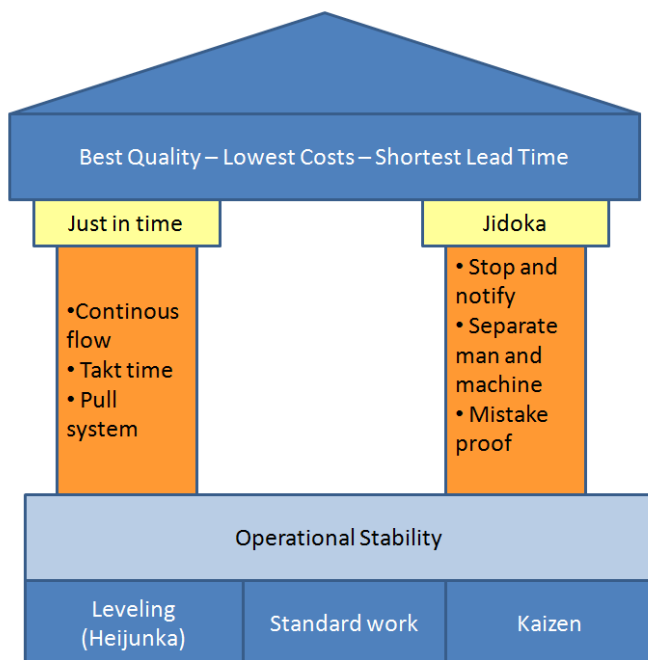 Best Quality – Lowest Costs – Shortest Lead Time
Just in time
Jidoka
•Continous
flow
• Takt time
• Pull
system
• Stop and
notify
• Separate
man and
machine
• Mistake
proof
Operational Stability
Leveling
(Heijunka)
Standard work
Kaizen